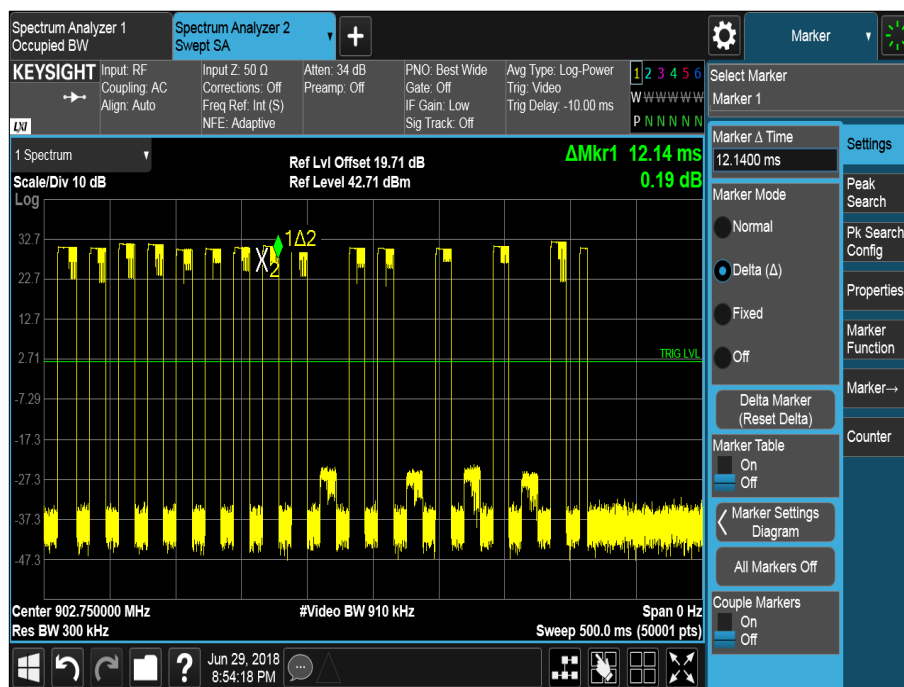 Spectrum Analyzer 1
Occupied BW
Spectrum Analyzer 2
Swept SA
Marker
KEYSIGHT
LXI
Input: RF
Coupling: AC
Align: Auto
Input Z: 50 Ω
Corrections: Off
Freq Ref: Int (S)
NFE: Adaptive
Atten: 34 dB
Preamp: Off
PNO: Best Wide
Gate: Off
IF Gain: Low
Sig Track: Off
Avg Type: Log-Power
Trig: Video
Trig Delay: -10.00 ms
1 2 3 4 5 6
W W W W W W
P N N N N N
Select Marker
Marker 1
1 Spectrum
Scale/Div 10 dB
Log
Ref Lvl Offset 19.71 dB
Ref Level 42.71 dBm
ΔMkr1 12.14 ms
0.19 dB
32.7
22.7
12.7
2.71
-7.29
-17.3
-27.3
-37.3
-47.3
1Δ2
X2
TRIG LVL
Center 902.750000 MHz
Res BW 300 kHz
#Video BW 910 kHz
Span 0 Hz
Sweep 500.0 ms (50001 pts)
Marker Δ Time
12.1400 ms
Marker Mode
Normal
Delta (Δ)
Fixed
Off
Delta Marker
(Reset Delta)
Marker Table
On
Off
Marker Settings
Diagram
All Markers Off
Couple Markers
On
Off
Settings
Peak
Search
Pk Search
Config
Properties
Marker
Function
Marker→
Counter
?
Jun 29, 2018
8:54:18 PM